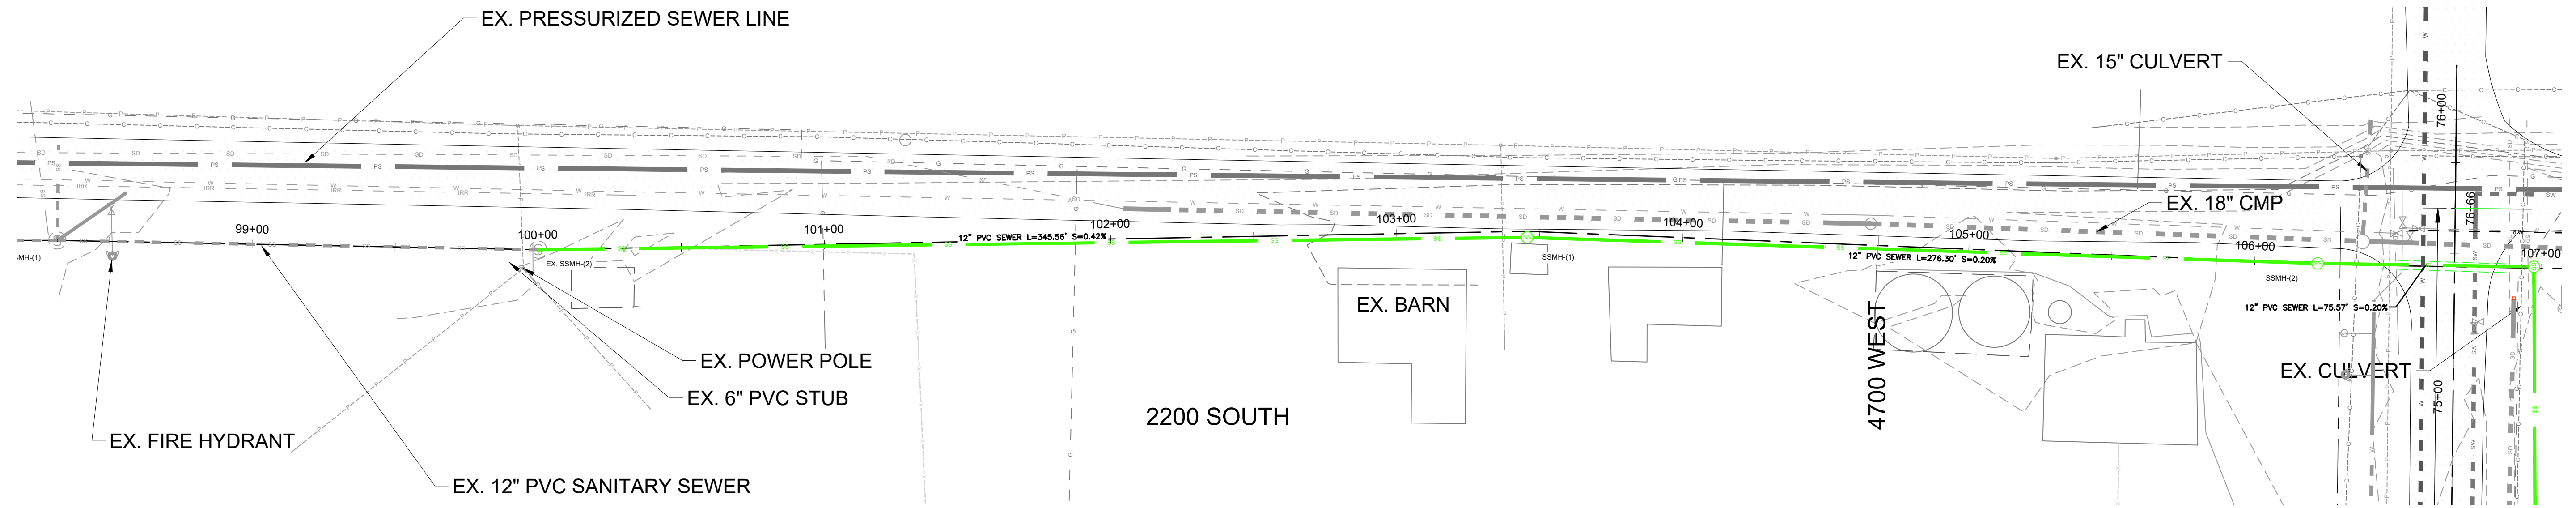 EX. PRESSURIZED SEWER LINE
EX. 15" CULVERT
76+00
EX. 18" CMP
76+66
99+00
100+00
101+00
102+00
103+00
104+00
105+00
106+00
107+00
12" PVC SEWER L=345.56' S=0.42%
12" PVC SEWER L=276.30' S=0.20%
12" PVC SEWER L=75.57' S=0.20%
SMH-(1)
EX. SSMH-(2)
SSMH-(1)
SSMH-(2)
EX. BARN
4700 WEST
EX. POWER POLE
EX. 6" PVC STUB
EX. CULVERT
75+00
2200 SOUTH
EX. FIRE HYDRANT
EX. 12" PVC SANITARY SEWER